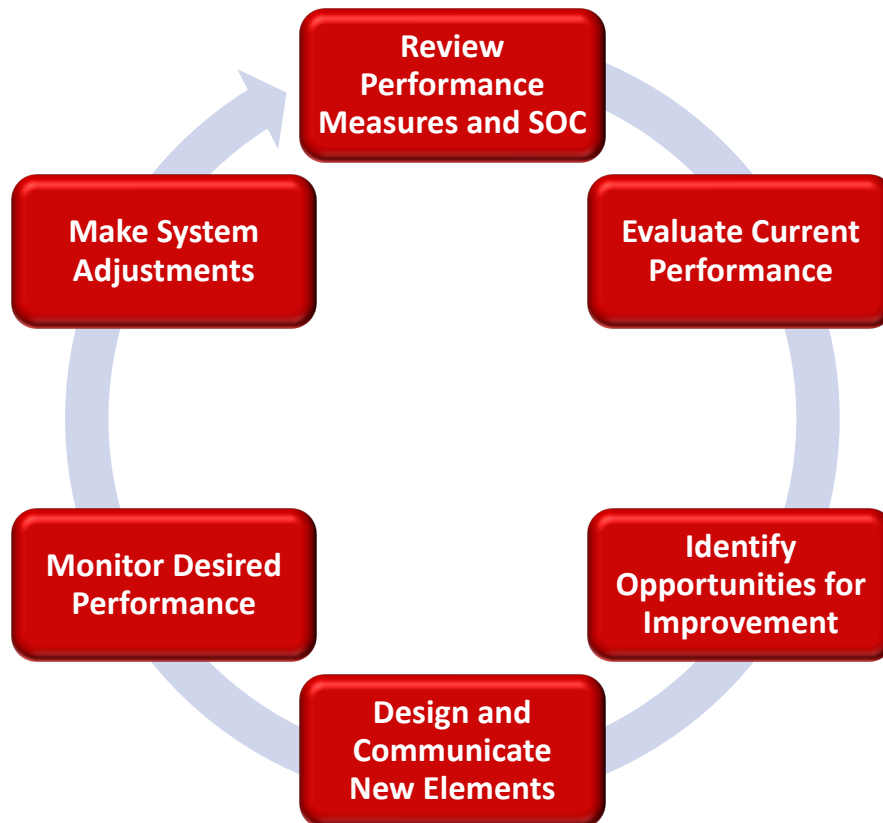 Review
Performance
Measures and SOC
Evaluate Current
Performance
Identify
Opportunities for
Improvement
Design and
Communicate
New Elements
Monitor Desired
Performance
Make System
Adjustments